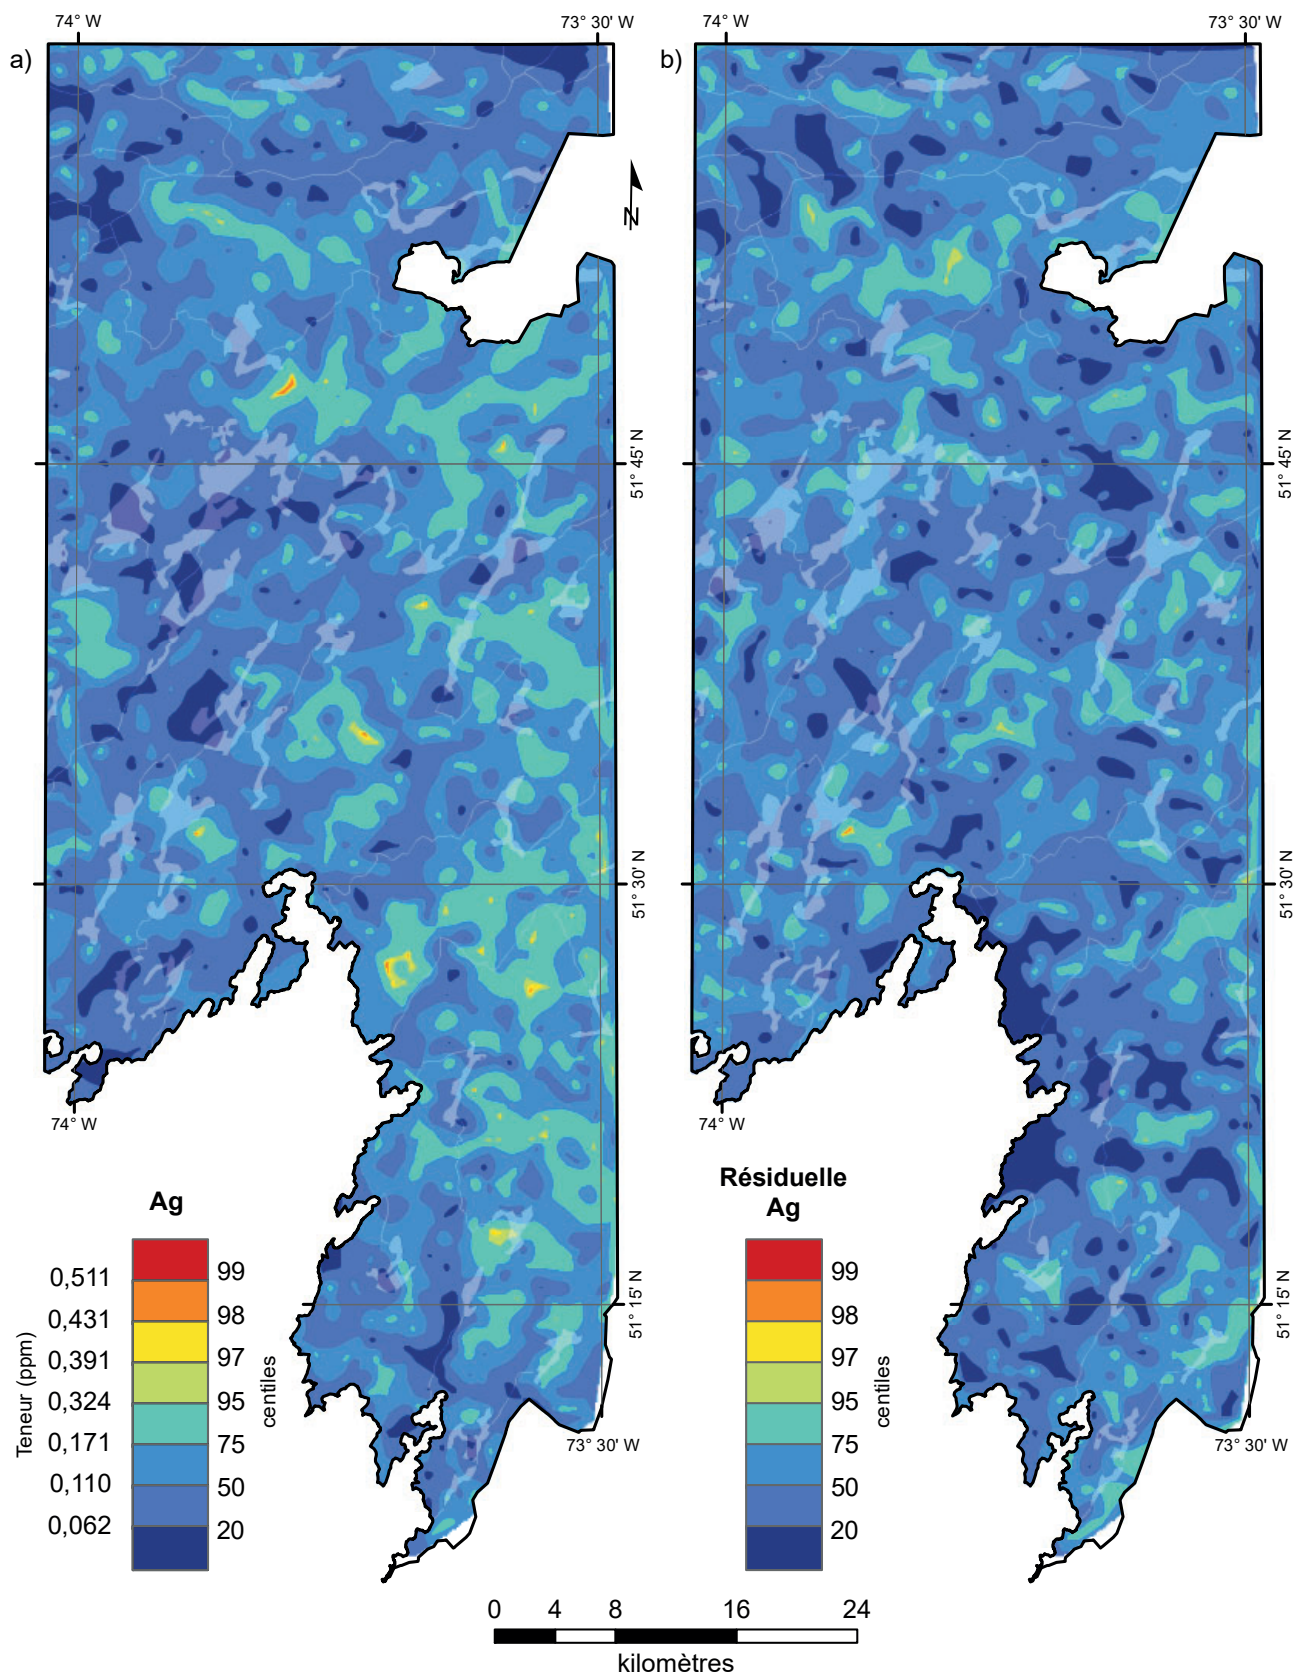 74° W
73° 30' W
74° W
73° 30' W
a)
b)
N
51° 45' N
51° 45' N
51° 30' N
51° 30' N
74° W
74° W
Ag
Résiduelle
Ag
Teneur (ppm)
0,511
0,431
0,391
0,324
0,171
0,110
0,062
99
98
97
95
75
50
20
centiles
99
98
97
95
75
50
20
centiles
51° 15' N
51° 15' N
73° 30' W
73° 30' W
0 4 8 16 24
kilomètres